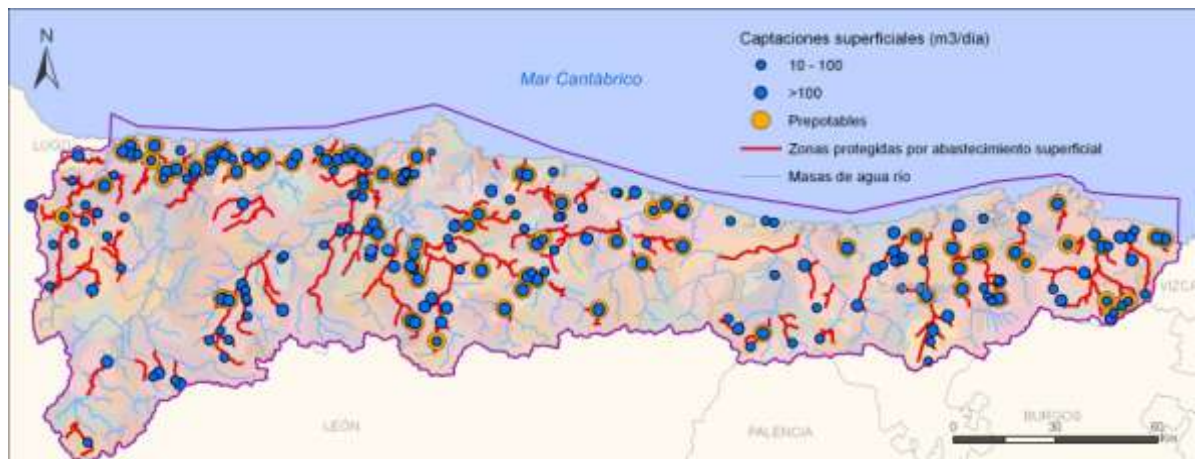 N
Captaciones superficiales (m3/día)
10 - 100
>100
Prepotables
Zonas protegidas por abastecimiento superficial
Masas de agua río
Mar Cantábrico
LEÓN
PALENCIA
BURGOS
0 30 60